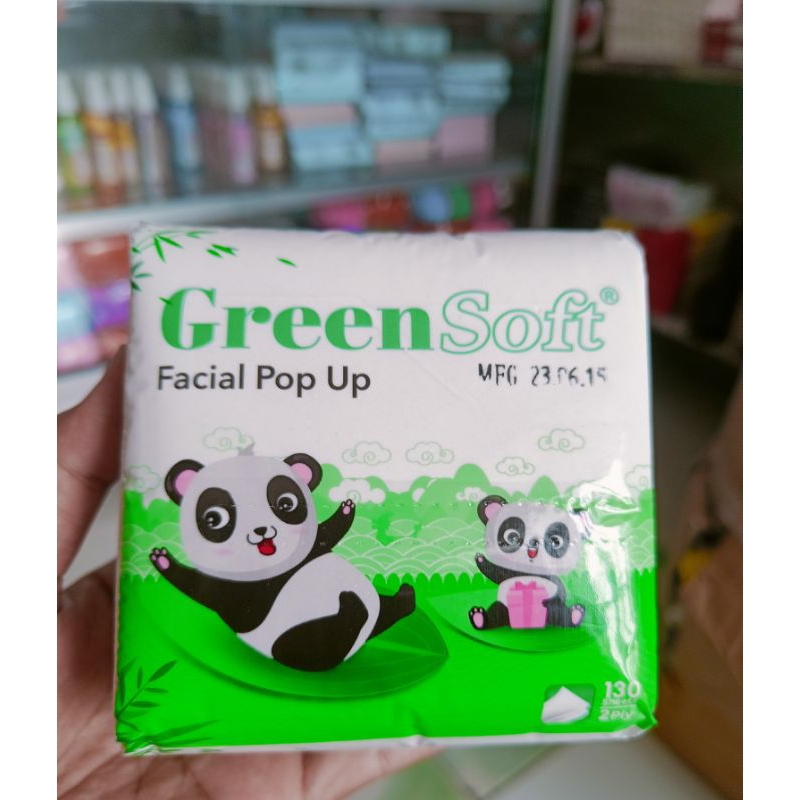 GreenSoft®
Facial Pop Up
MFG 23.06.15
130
2 Ply